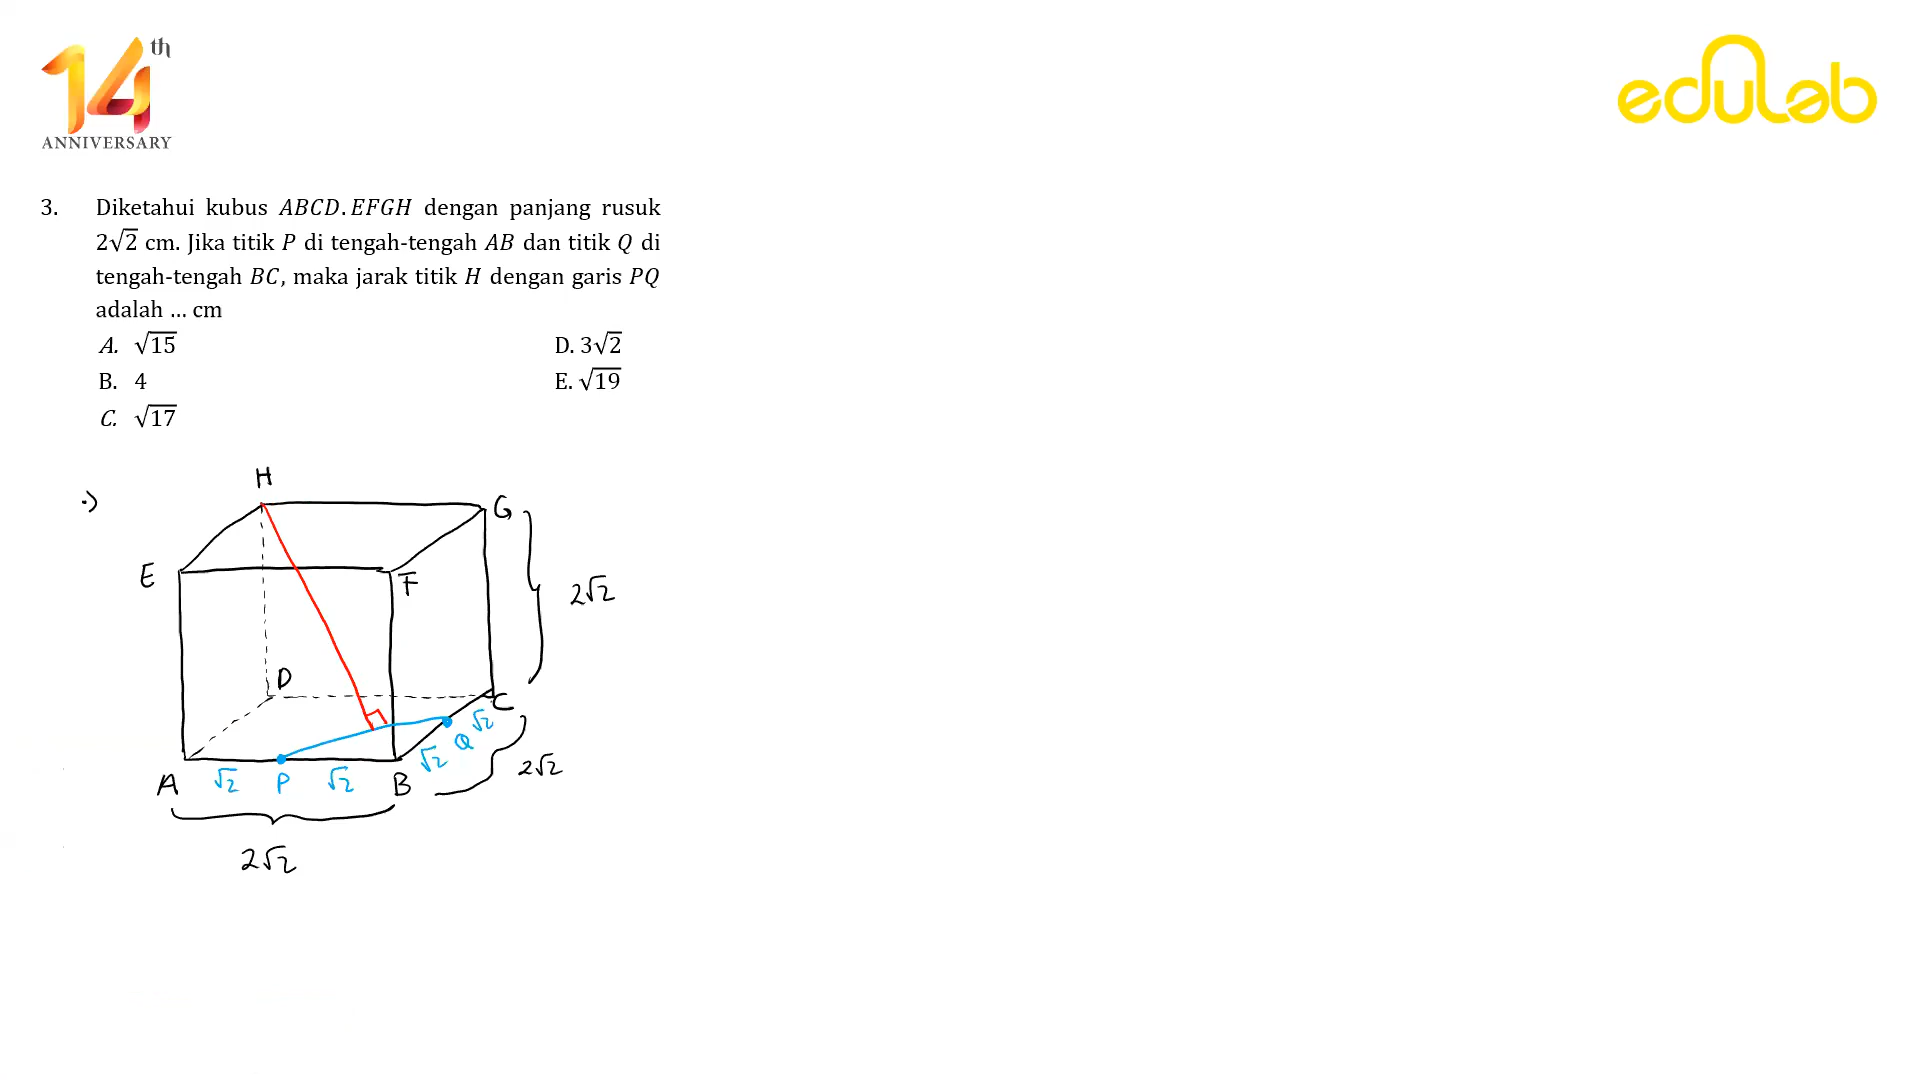 14th
ANNIVERSARY
edulab
3. Diketahui kubus ABCD.EFGH dengan panjang rusuk
2√2 cm. Jika titik P di tengah-tengah AB dan titik Q di
tengah-tengah BC, maka jarak titik H dengan garis PQ
adalah ... cm
A. √15
D. 3√2
B. 4
E. √19
C. √17
H
·)
G
E
F
2√2
D
C
√2
Q
√2
2√2
A √2 P √2 B
2√2